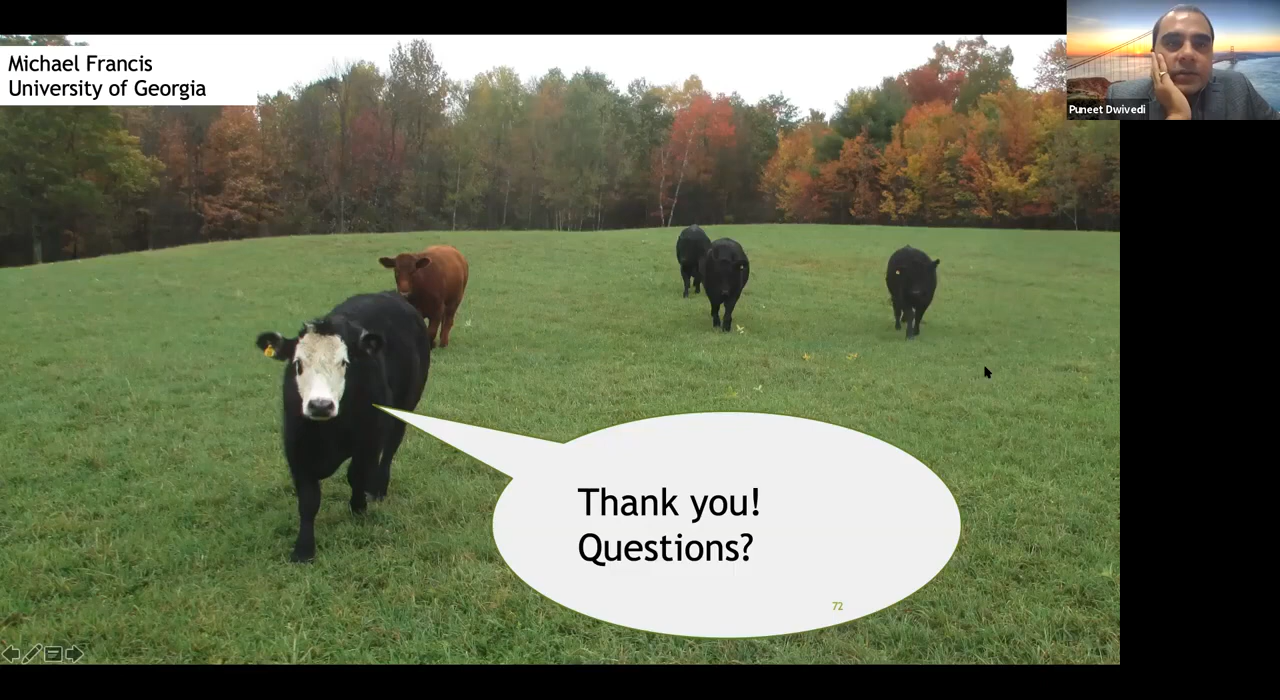 Michael Francis
University of Georgia
Puneet Dwivedi
Thank you!
Questions?
72